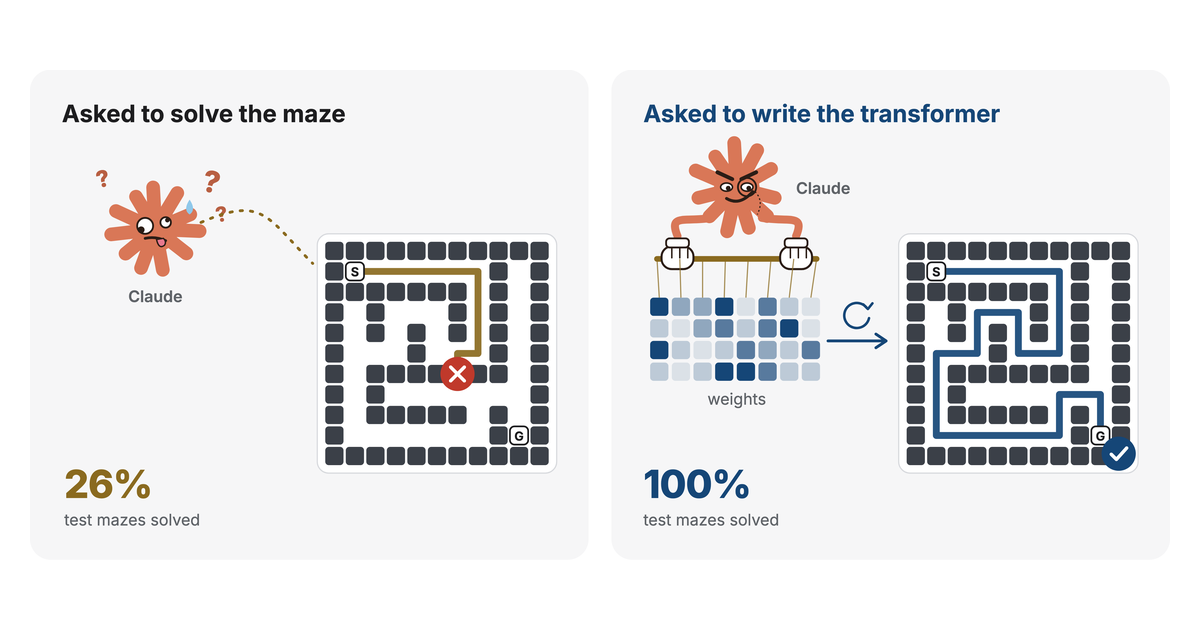 Asked to solve the maze
? ? ?
Claude
S
G
26%
test mazes solved
Asked to write the transformer
Claude
weights
S
G
100%
test mazes solved